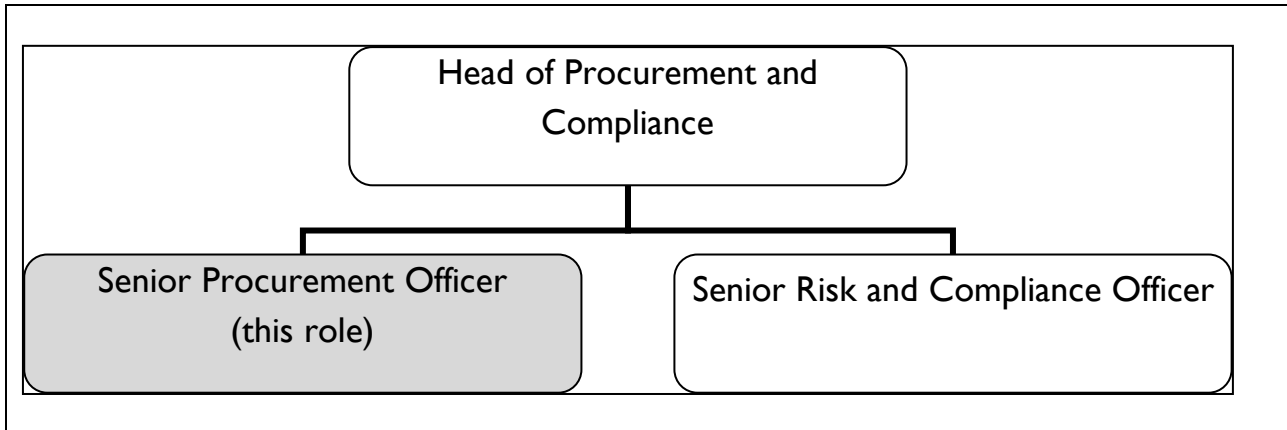 Head of Procurement and
Compliance
Senior Procurement Officer
(this role)
Senior Risk and Compliance Officer